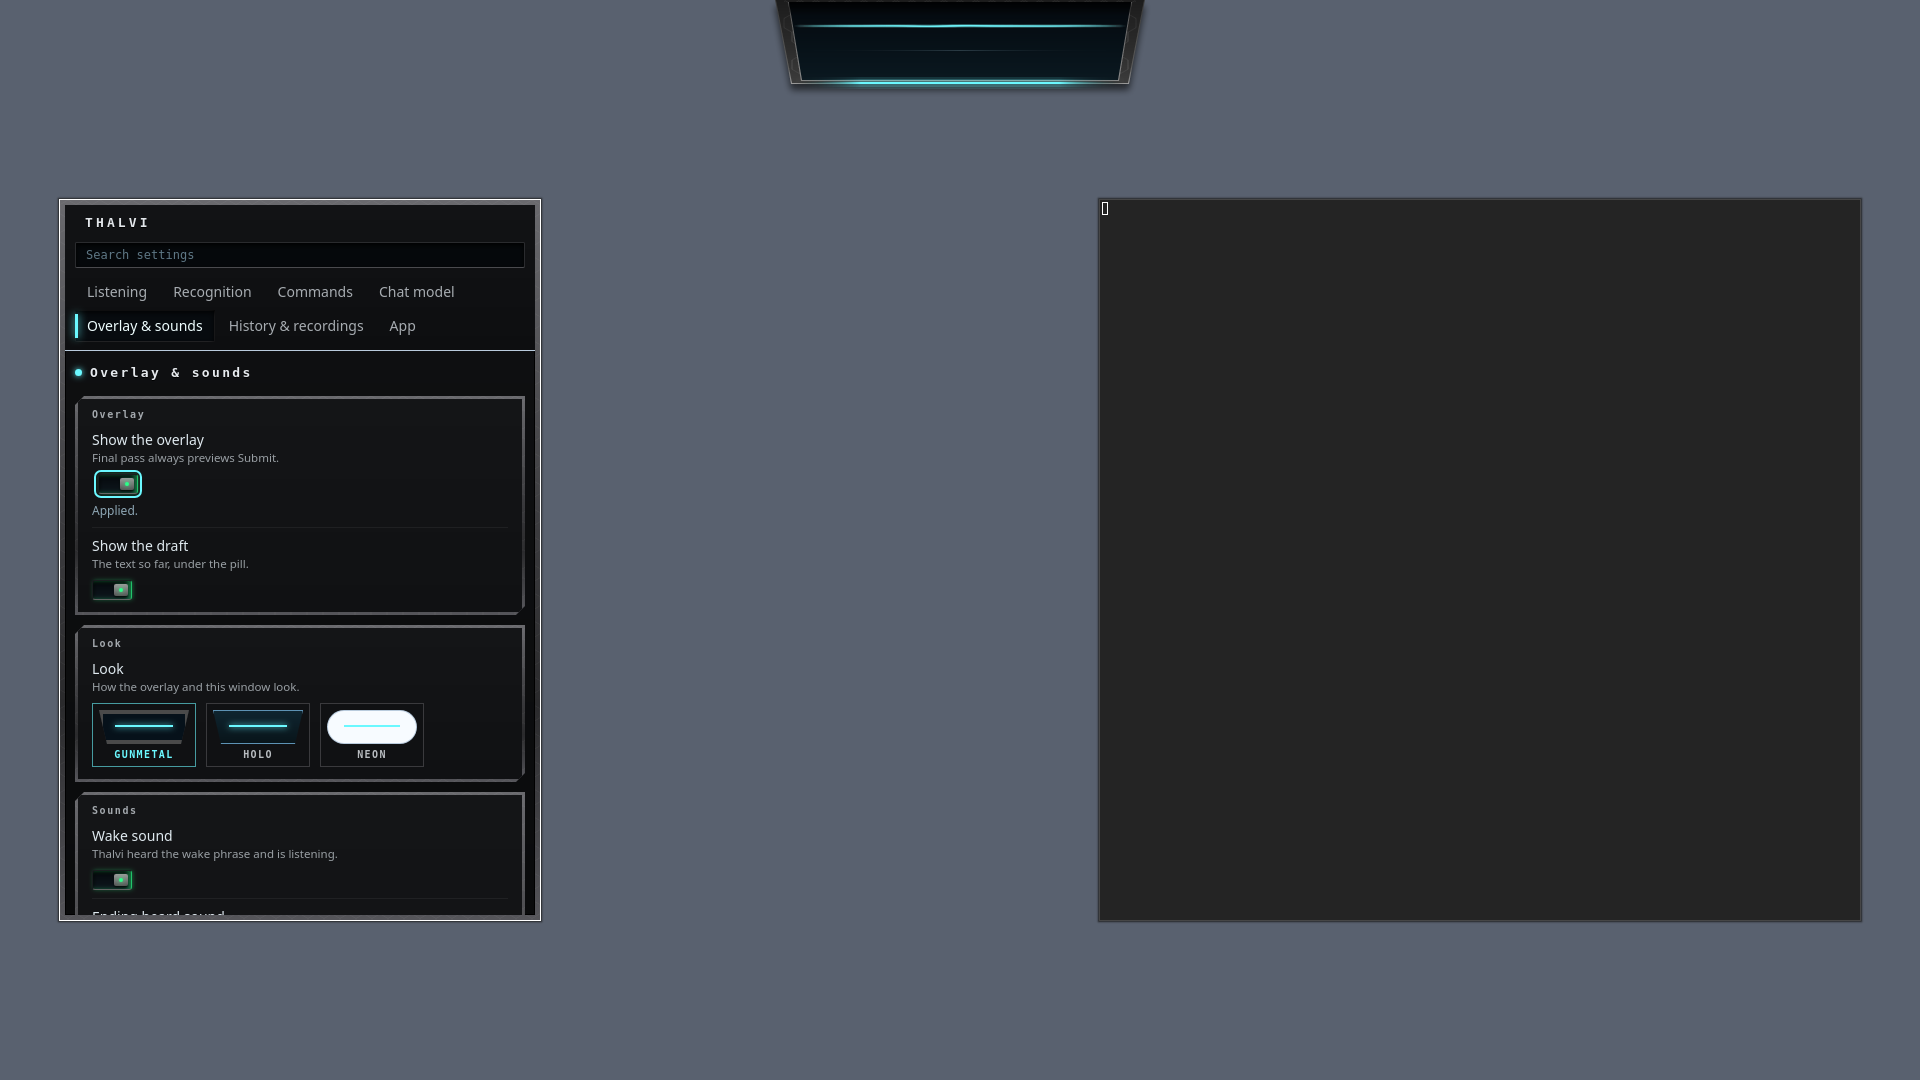 THALVI
Search settings
Listening Recognition Commands Chat model
Overlay & sounds History & recordings App
Overlay & sounds
Overlay
Show the overlay
Final pass always previews Submit.
Applied.
Show the draft
The text so far, under the pill.
Look
Look
How the overlay and this window look.
GUNMETAL HOLO NEON
Sounds
Wake sound
Thalvi heard the wake phrase and is listening.
Ending heard sound